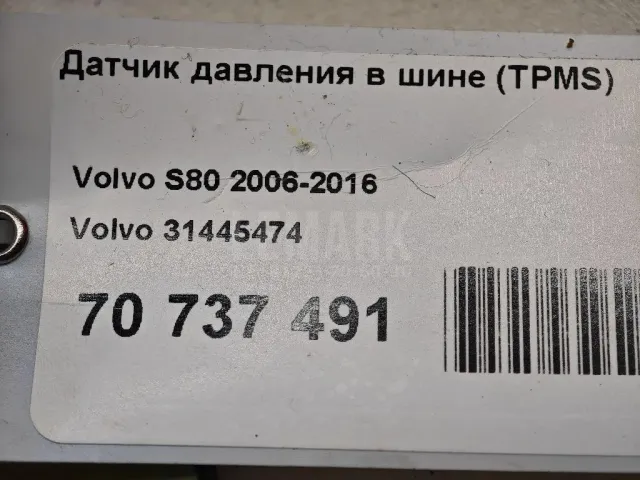 Датчик давления в шине (TPMS)
Volvo S80 2006-2016
Volvo 31445474
70 737 491